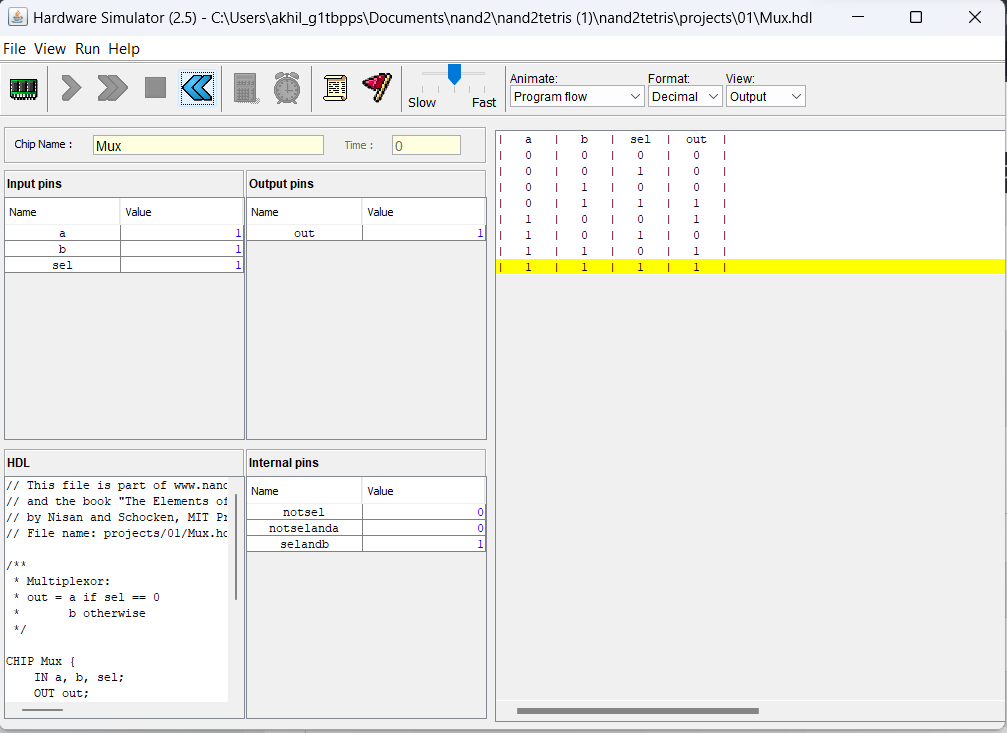 Hardware Simulator (2.5) - C:\Users\akhil_g1tbpps\Documents\nand2\nand2tetris (1)\nand2tetris\projects\01\Mux.hdl
File View Run Help
Slow Fast
Animate: Format: View:
Program flow Decimal Output
Chip Name : Mux Time : 0
Input pins
Name Value
a 1
b 1
sel 1
Output pins
Name Value
out 1
HDL
// This file is part of www.nand
// and the book "The Elements of
// by Nisan and Schocken, MIT Pr
// File name: projects/01/Mux.hd
/**
* Multiplexor:
* out = a if sel == 0
* b otherwise
*/
CHIP Mux {
IN a, b, sel;
OUT out;
Internal pins
Name Value
notsel 0
notselanda 0
selandb 1
| a | b | sel | out |
| 0 | 0 | 0 | 0 |
| 0 | 0 | 1 | 0 |
| 0 | 1 | 0 | 0 |
| 0 | 1 | 1 | 1 |
| 1 | 0 | 0 | 1 |
| 1 | 0 | 1 | 0 |
| 1 | 1 | 0 | 1 |
| 1 | 1 | 1 | 1 |